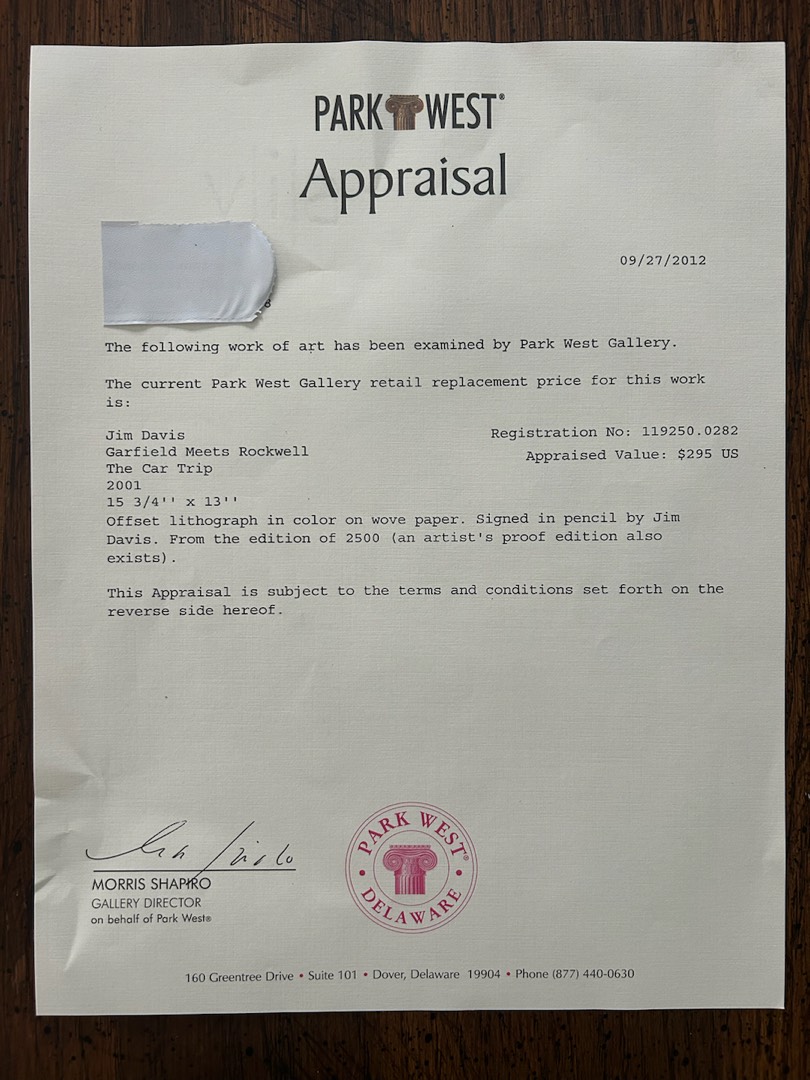 PARK WEST®
Appraisal
09/27/2012
8
The following work of art has been examined by Park West Gallery.
The current Park West Gallery retail replacement price for this work
is:
Jim Davis
Registration No: 119250.0282
Garfield Meets Rockwell
Appraised Value: $295 US
The Car Trip
2001
15 3/4'' x 13''
Offset lithograph in color on wove paper. Signed in pencil by Jim
Davis. From the edition of 2500 (an artist's proof edition also
exists).
This Appraisal is subject to the terms and conditions set forth on the
reverse side hereof.
MORRIS SHAPIRO
GALLERY DIRECTOR
on behalf of Park West®
PARK WEST®
DELAWARE
160 Greentree Drive • Suite 101 • Dover, Delaware 19904 • Phone (877) 440-0630